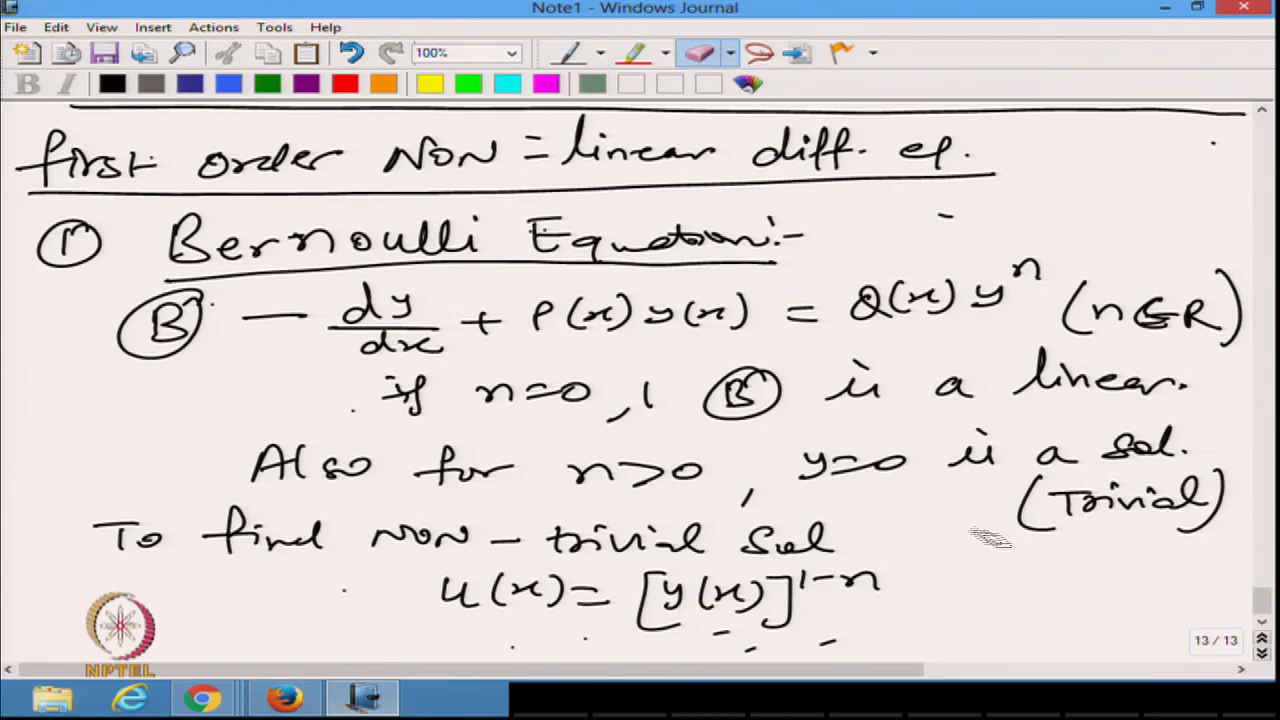 Note1 - Windows Journal
File Edit View Insert Actions Tools Help
100%
B I
first order NON = linear diff. eq.
① Bernoulli Equation:-
(B) — dy/dx + P(x) y(x) = Q(x) y^n (n∈R)
if n=0, 1 (B) is a linear.
Also for n>0, y=0 is a sol.
(Trivial)
To find NON - trivial Sol
u(x) = [y(x)]^1-n
13 / 13
NPTEL